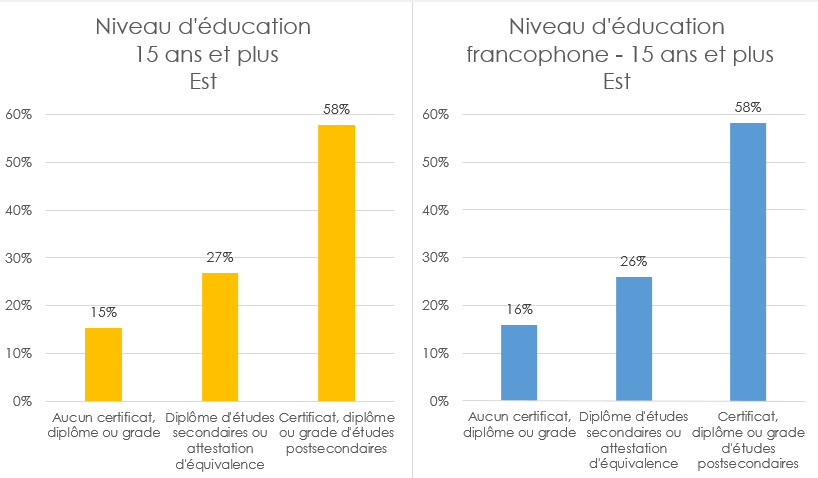 Niveau d'éducation
15 ans et plus
Est
60%
50%
40%
30%
20%
10%
0%
15%
27%
58%
Aucun certificat,
diplôme ou grade
Diplôme d'études
secondaires ou
attestation
d'équivalence
Certificat, diplôme
ou grade d'études
postsecondaires
Niveau d'éducation
francophone - 15 ans et plus
Est
60%
50%
40%
30%
20%
10%
0%
16%
26%
58%
Aucun certificat,
diplôme ou grade
Diplôme d'études
secondaires ou
attestation
d'équivalence
Certificat,
diplôme ou grade
d'études
postsecondaires